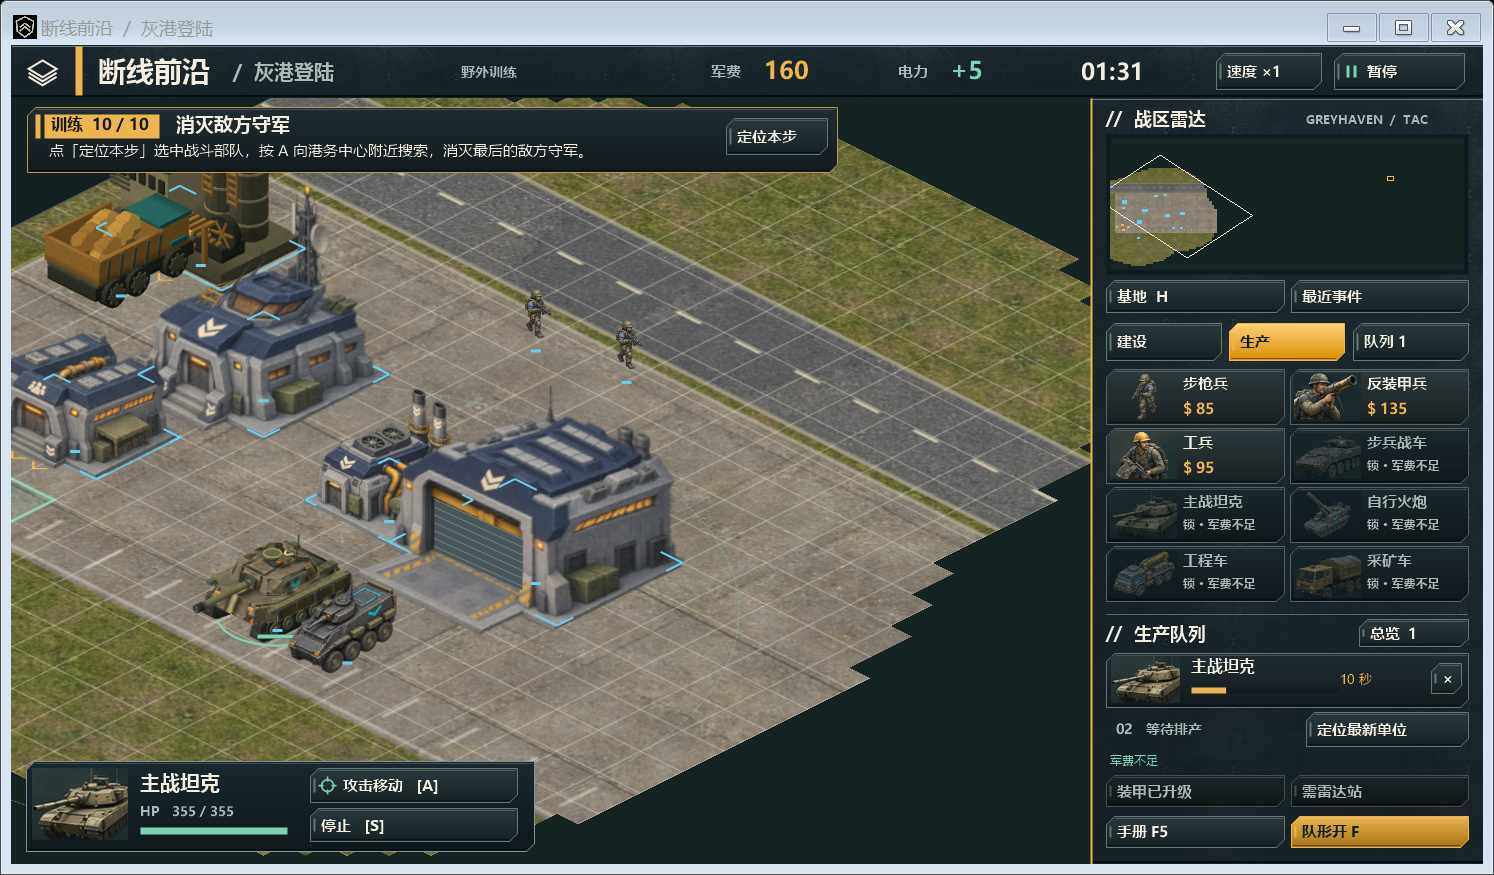 断线前沿 / 灰港登陆
断线前沿 / 灰港登陆
野外训练
军费 160
电力 +5
01:31
速度 ×1
暂停
训练 10 / 10 消灭敌方守军
点「定位本步」选中战斗部队，按 A 向港务中心附近搜索，消灭最后的敌方守军。
定位本步
// 战区雷达
GREYHAVEN / TAC
基地 H
最近事件
建设
生产
队列 1
步枪兵
$ 85
反装甲兵
$ 135
工兵
$ 95
步兵战车
锁・军费不足
主战坦克
锁・军费不足
自行火炮
锁・军费不足
工程车
锁・军费不足
采矿车
锁・军费不足
// 生产队列
总览 1
主战坦克
10 秒
×
02 等待排产
定位最新单位
军费不足
装甲已升级
需雷达站
手册 F5
队形开 F
主战坦克
HP 355 / 355
攻击移动 [A]
停止 [S]